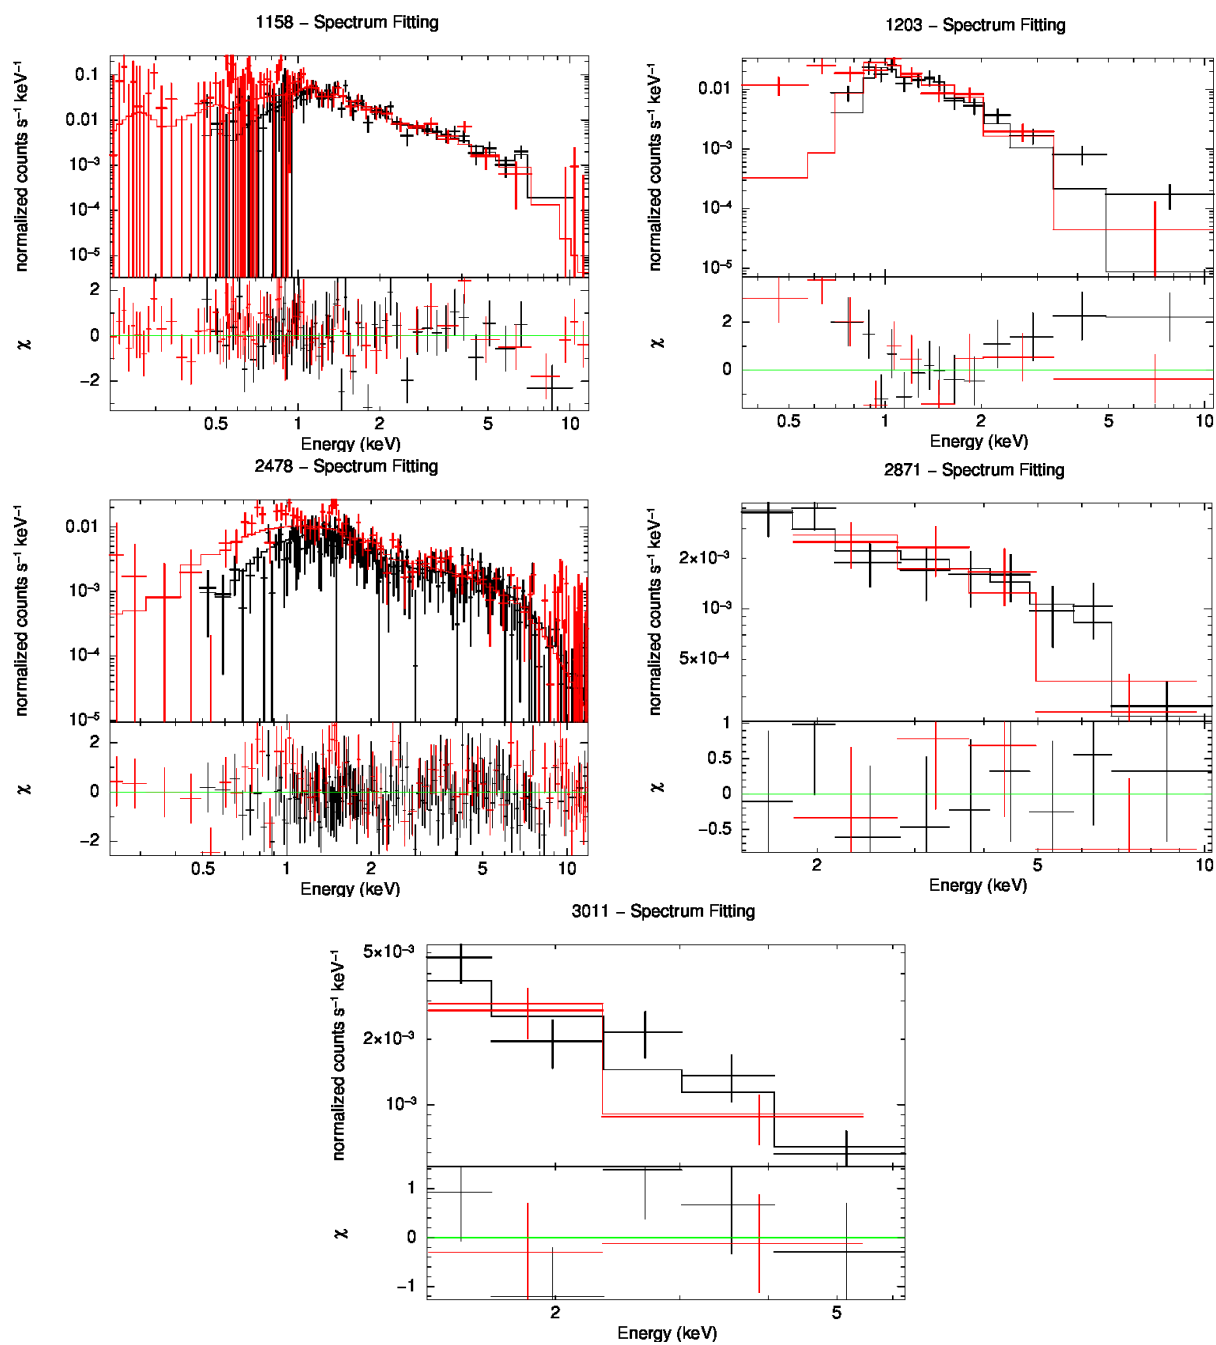 1158 – Spectrum Fitting
normalized counts s⁻¹ keV⁻¹
0.1
0.01
10⁻³
10⁻⁴
10⁻⁵
χ
2
0
−2
0.5
1
2
5
10
Energy (keV)
1203 – Spectrum Fitting
normalized counts s⁻¹ keV⁻¹
0.01
10⁻³
10⁻⁴
10⁻⁵
χ
2
0
0.5
1
2
5
10
Energy (keV)
2478 – Spectrum Fitting
normalized counts s⁻¹ keV⁻¹
0.01
10⁻³
10⁻⁴
10⁻⁵
χ
2
0
−2
0.5
1
2
5
10
Energy (keV)
2871 – Spectrum Fitting
normalized counts s⁻¹ keV⁻¹
2×10⁻³
10⁻³
5×10⁻⁴
χ
1
0.5
0
−0.5
2
5
10
Energy (keV)
3011 – Spectrum Fitting
normalized counts s⁻¹ keV⁻¹
5×10⁻³
2×10⁻³
10⁻³
χ
1
0
−1
2
5
Energy (keV)